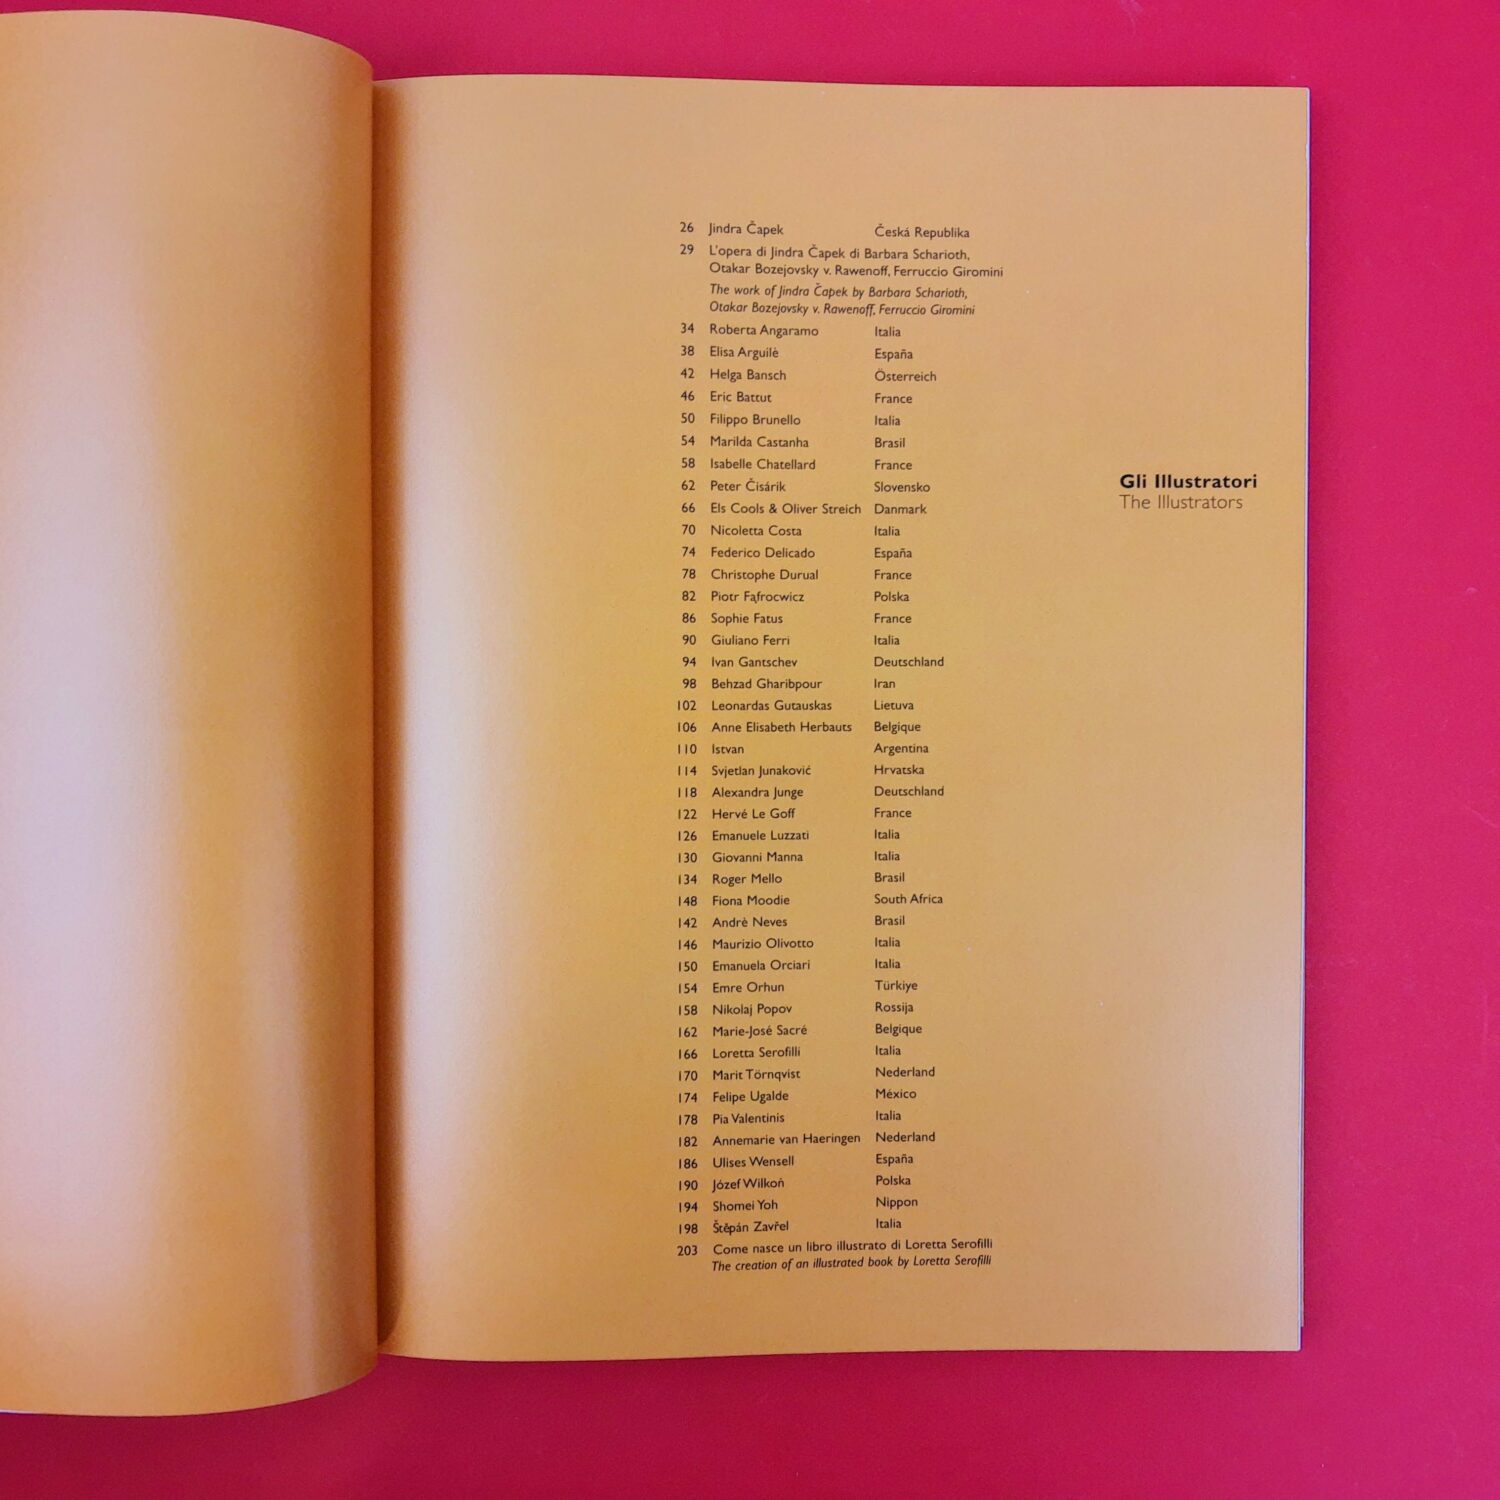 26 Jindra Čapek Česká Republika
29 L'opera di Jindra Čapek di Barbara Scharioth,
Otakar Bozejovsky v. Rawenoff, Ferruccio Giromini
The work of Jindra Čapek by Barbara Scharioth,
Otakar Bozejovsky v. Rawenoff, Ferruccio Giromini
34 Roberta Angaramo Italia
38 Elisa Arguilè España
42 Helga Bansch Österreich
46 Eric Battut France
50 Filippo Brunello Italia
54 Marilda Castanha Brasil
58 Isabelle Chatellard France
62 Peter Čisárik Slovensko
66 Els Cools & Oliver Streich Danmark
70 Nicoletta Costa Italia
74 Federico Delicado España
78 Christophe Durual France
82 Piotr Fąfrocwicz Polska
86 Sophie Fatus France
90 Giuliano Ferri Italia
94 Ivan Gantschev Deutschland
98 Behzad Gharibpour Iran
102 Leonardas Gutauskas Lietuva
106 Anne Elisabeth Herbauts Belgique
110 Istvan Argentina
114 Svjetlan Junaković Hrvatska
118 Alexandra Junge Deutschland
122 Hervé Le Goff France
126 Emanuele Luzzati Italia
130 Giovanni Manna Italia
134 Roger Mello Brasil
148 Fiona Moodie South Africa
142 Andrè Neves Brasil
146 Maurizio Olivotto Italia
150 Emanuela Orciari Italia
154 Emre Orhun Türkiye
158 Nikolaj Popov Rossija
162 Marie-José Sacré Belgique
166 Loretta Serofilli Italia
170 Marit Törnqvist Nederland
174 Felipe Ugalde México
178 Pia Valentinis Italia
182 Annemarie van Haeringen Nederland
186 Ulises Wensell España
190 Józef Wilkoń Polska
194 Shomei Yoh Nippon
198 Štěpán Zavřel Italia
203 Come nasce un libro illustrato di Loretta Serofilli
The creation of an illustrated book by Loretta Serofilli
Gli Illustratori
The Illustrators